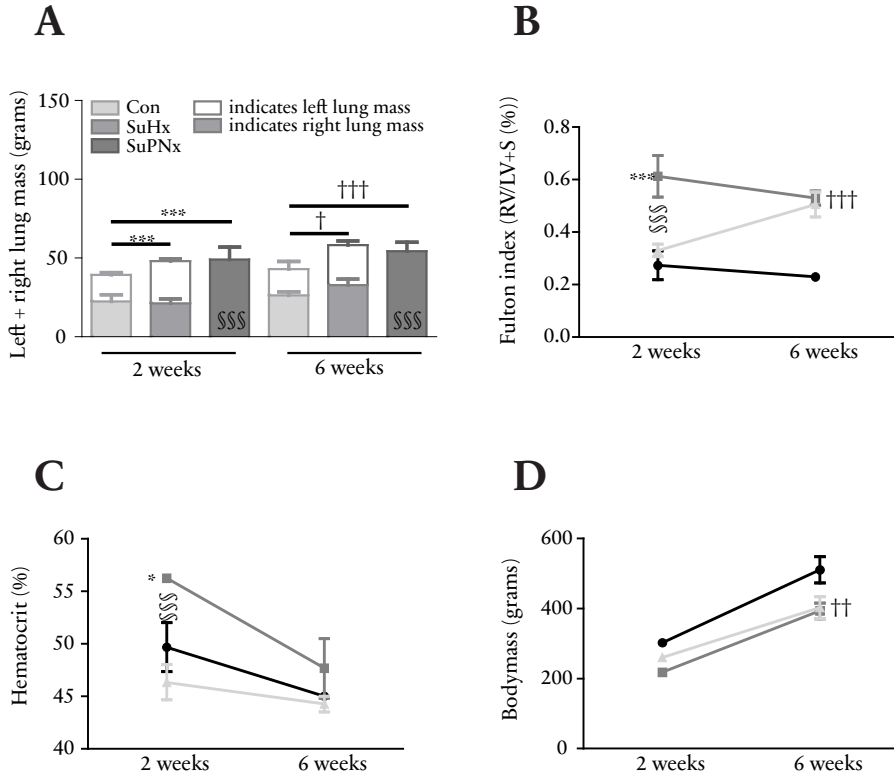 A
Left + right lung mass (grams)
150
100
50
0
Con
SuHx
SuPNx
indicates left lung mass
indicates right lung mass
***
***
§§§
†††
†
§§§
2 weeks
6 weeks
B
Fulton index (RV/LV+S (%))
0.8
0.6
0.4
0.2
0.0
***
§§§
†††
2 weeks
6 weeks
C
Hematocrit (%)
60
55
50
45
40
*
§§§
2 weeks
6 weeks
D
Bodymass (grams)
600
400
200
0
††
2 weeks
6 weeks